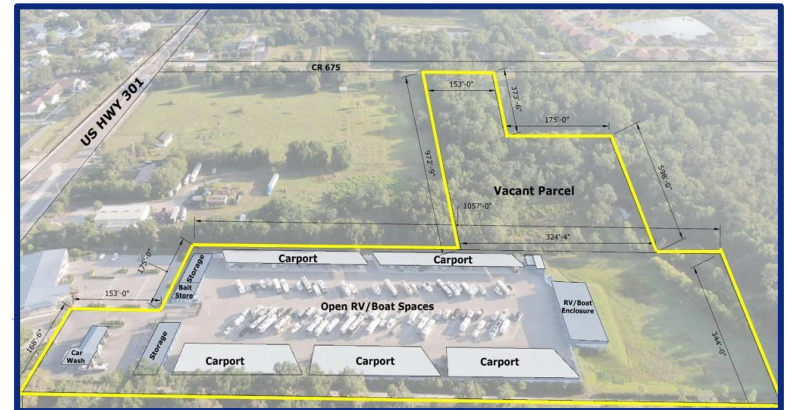 CR 675
US HWY 301
153'-0"
373'-6"
175'-0"
972'-9"
598'-0"
Vacant Parcel
1057'-0"
324'-4"
175'-0"
Storage
Carport
Carport
Bait
Store
153'-0"
Open RV/Boat Spaces
RV/Boat
Enclosure
168'-6"
344'-0"
Car
Wash
Storage
Carport
Carport
Carport